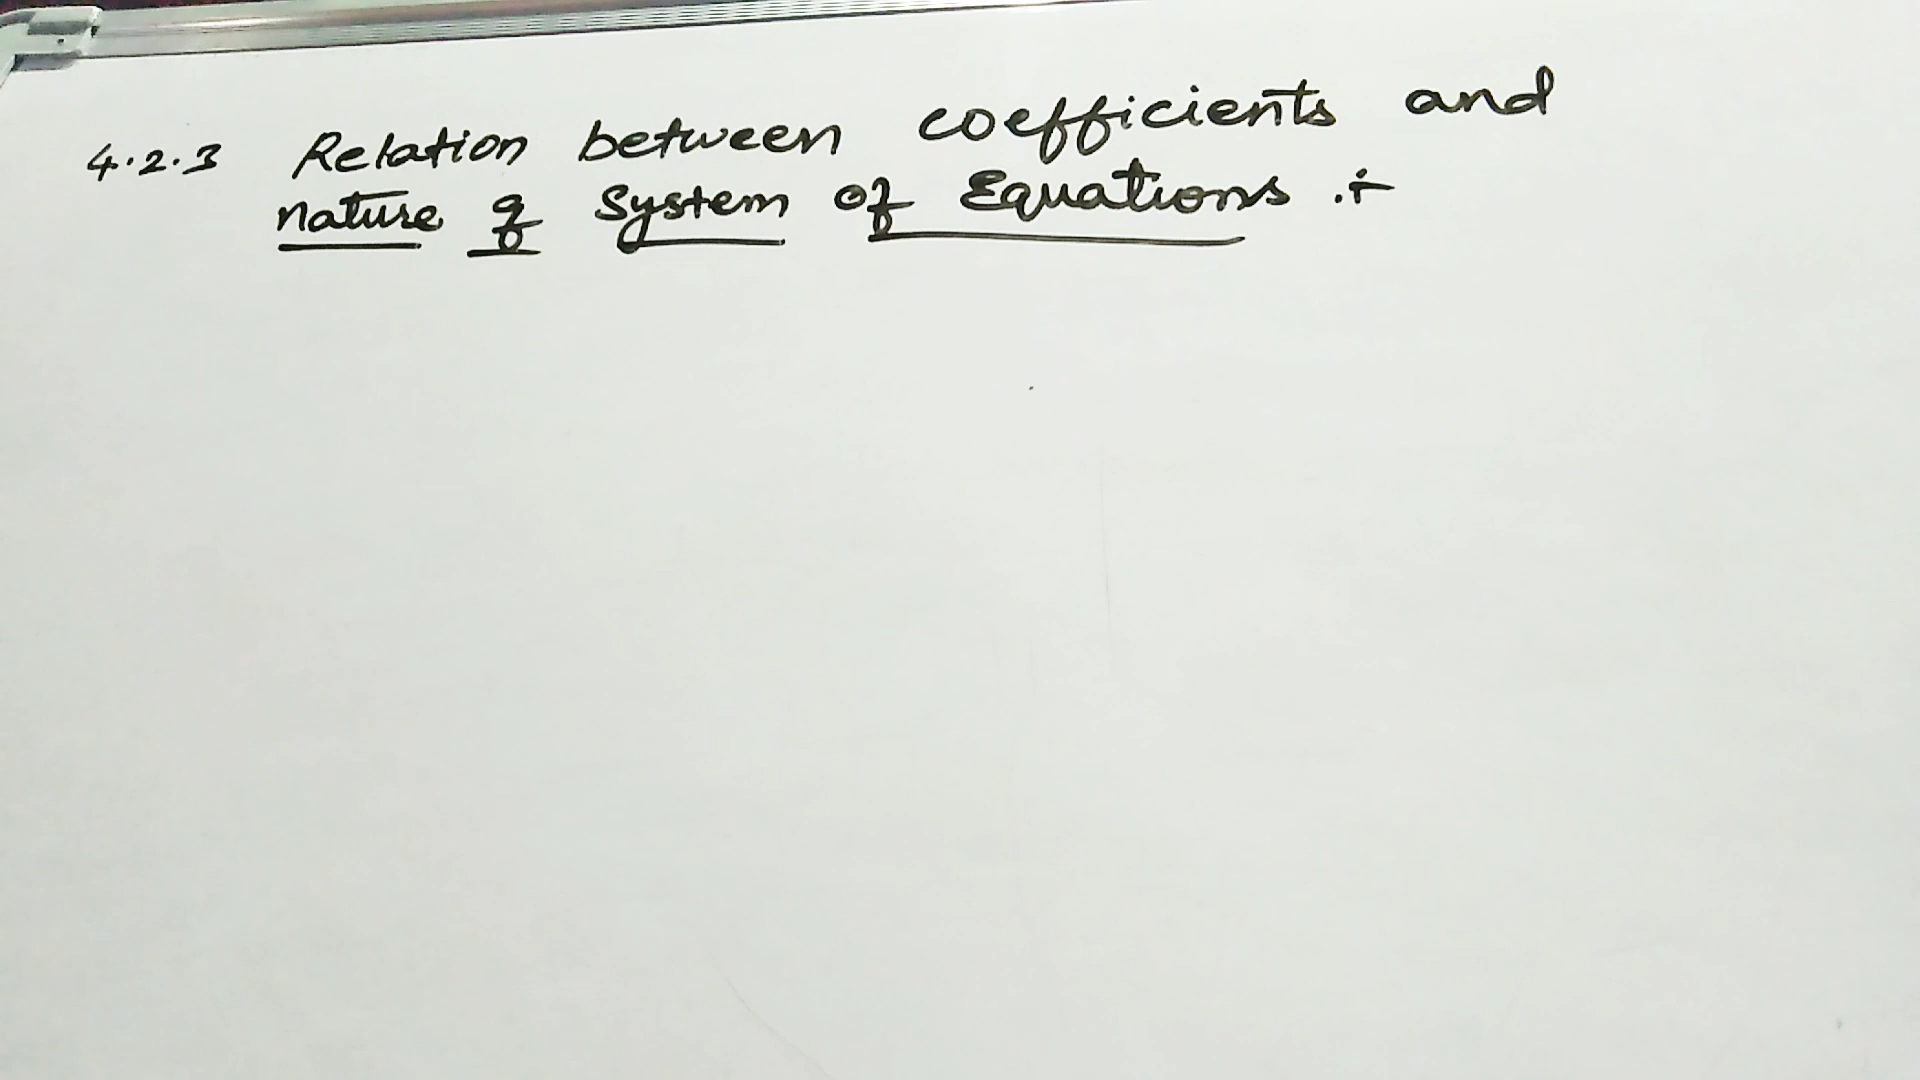 4.2.3 Relation between coefficients and
nature of System of Equations :-